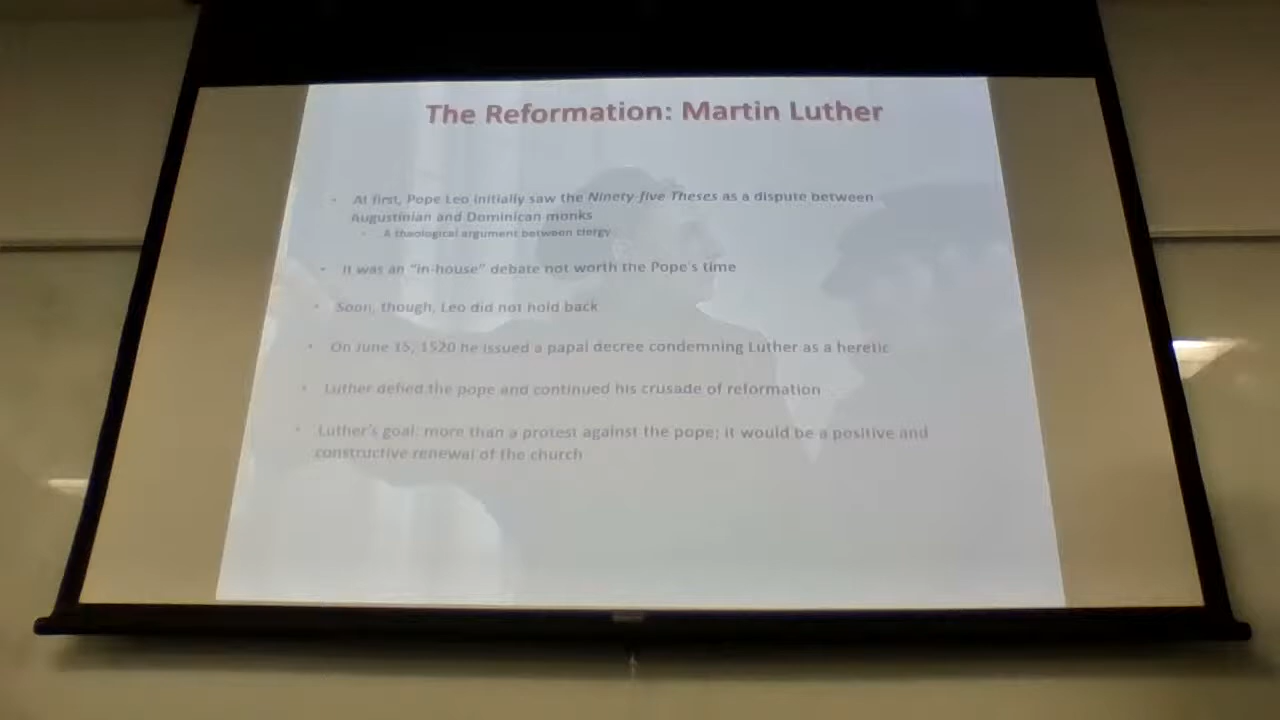 The Reformation: Martin Luther
At first, Pope Leo initially saw the Ninety-five Theses as a dispute between
Augustinian and Dominican monks
A theological argument between clergy
It was an "in-house" debate not worth the Pope's time
Soon, though, Leo did not hold back
On June 15, 1520 he issued a papal decree condemning Luther as a heretic
Luther defied the pope and continued his crusade of reformation
Luther's goal: more than a protest against the pope; it would be a positive and
constructive renewal of the church